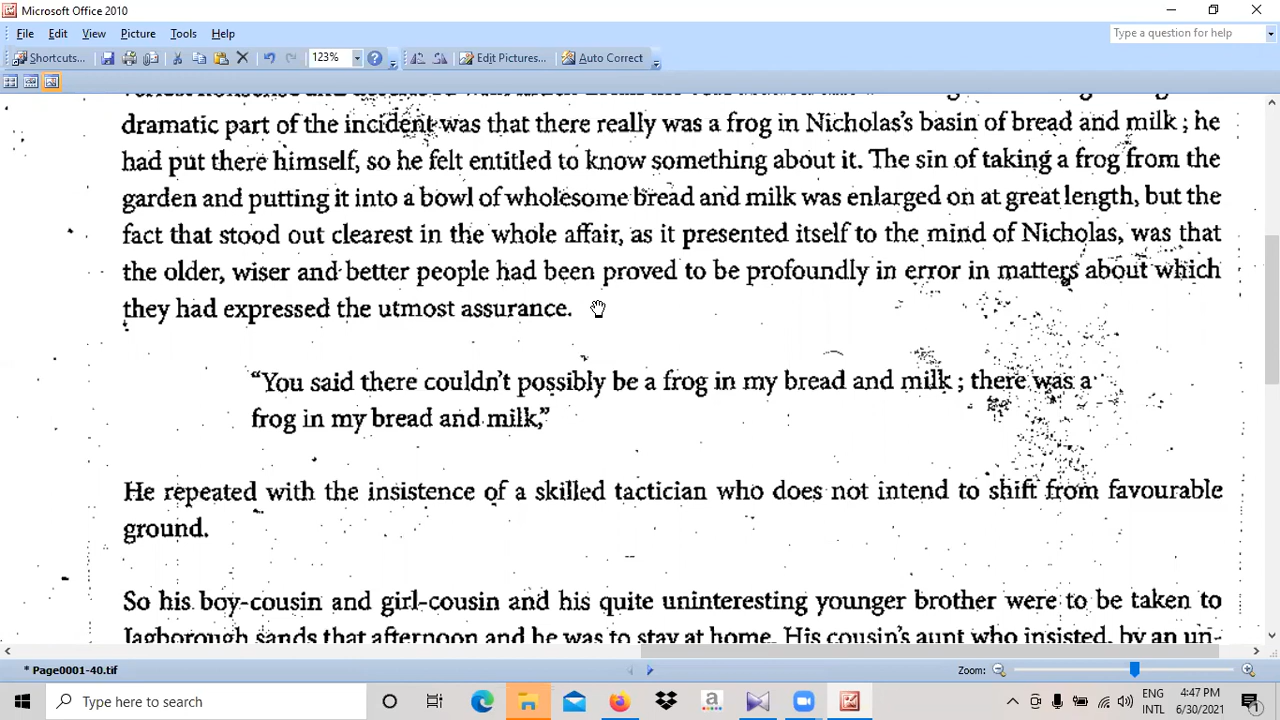 Microsoft Office 2010
File Edit View Picture Tools Help
Type a question for help
Shortcuts... 123% Edit Pictures... Auto Correct
dramatic part of the incident was that there really was a frog in Nicholas's basin of bread and milk ; he
had put there himself, so he felt entitled to know something about it. The sin of taking a frog from the
garden and putting it into a bowl of wholesome bread and milk was enlarged on at great length, but the
fact that stood out clearest in the whole affair, as it presented itself to the mind of Nicholas, was that
the older, wiser and better people had been proved to be profoundly in error in matters about which
they had expressed the utmost assurance.
“You said there couldn't possibly be a frog in my bread and milk ; there was a
frog in my bread and milk,”
He repeated with the insistence of a skilled tactician who does not intend to shift from favourable
ground.
So his boy-cousin and girl-cousin and his quite uninteresting younger brother were to be taken to
Jagborough sands that afternoon and he was to stay at home. His cousin's aunt who insisted, by an un-
* Page0001-40.tif Zoom:
Type here to search ENG 4:47 PM
INTL 6/30/2021